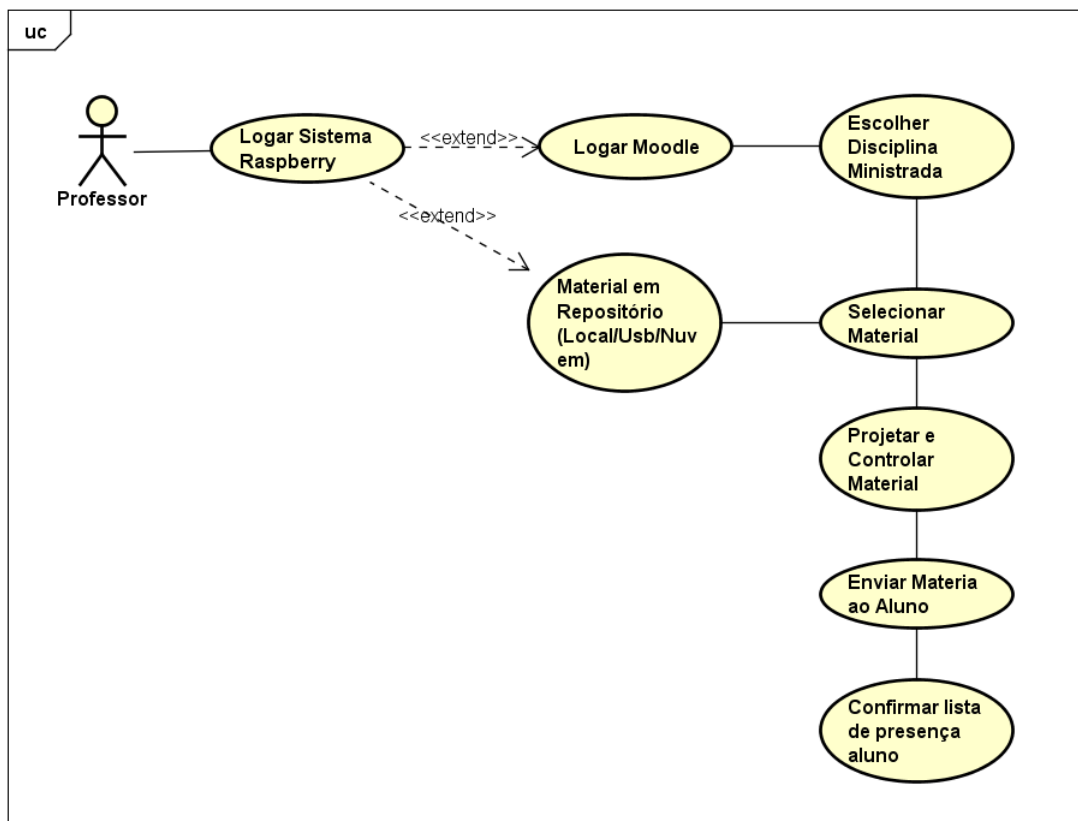 uc
Professor
Logar Sistema
Raspberry
<<extend>>
Logar Moodle
Escolher
Disciplina
Ministrada
<<extend>>
Material em
Repositório
(Local/Usb/Nuv
em)
Selecionar
Material
Projetar e
Controlar
Material
Enviar Materia
ao Aluno
Confirmar lista
de presença
aluno